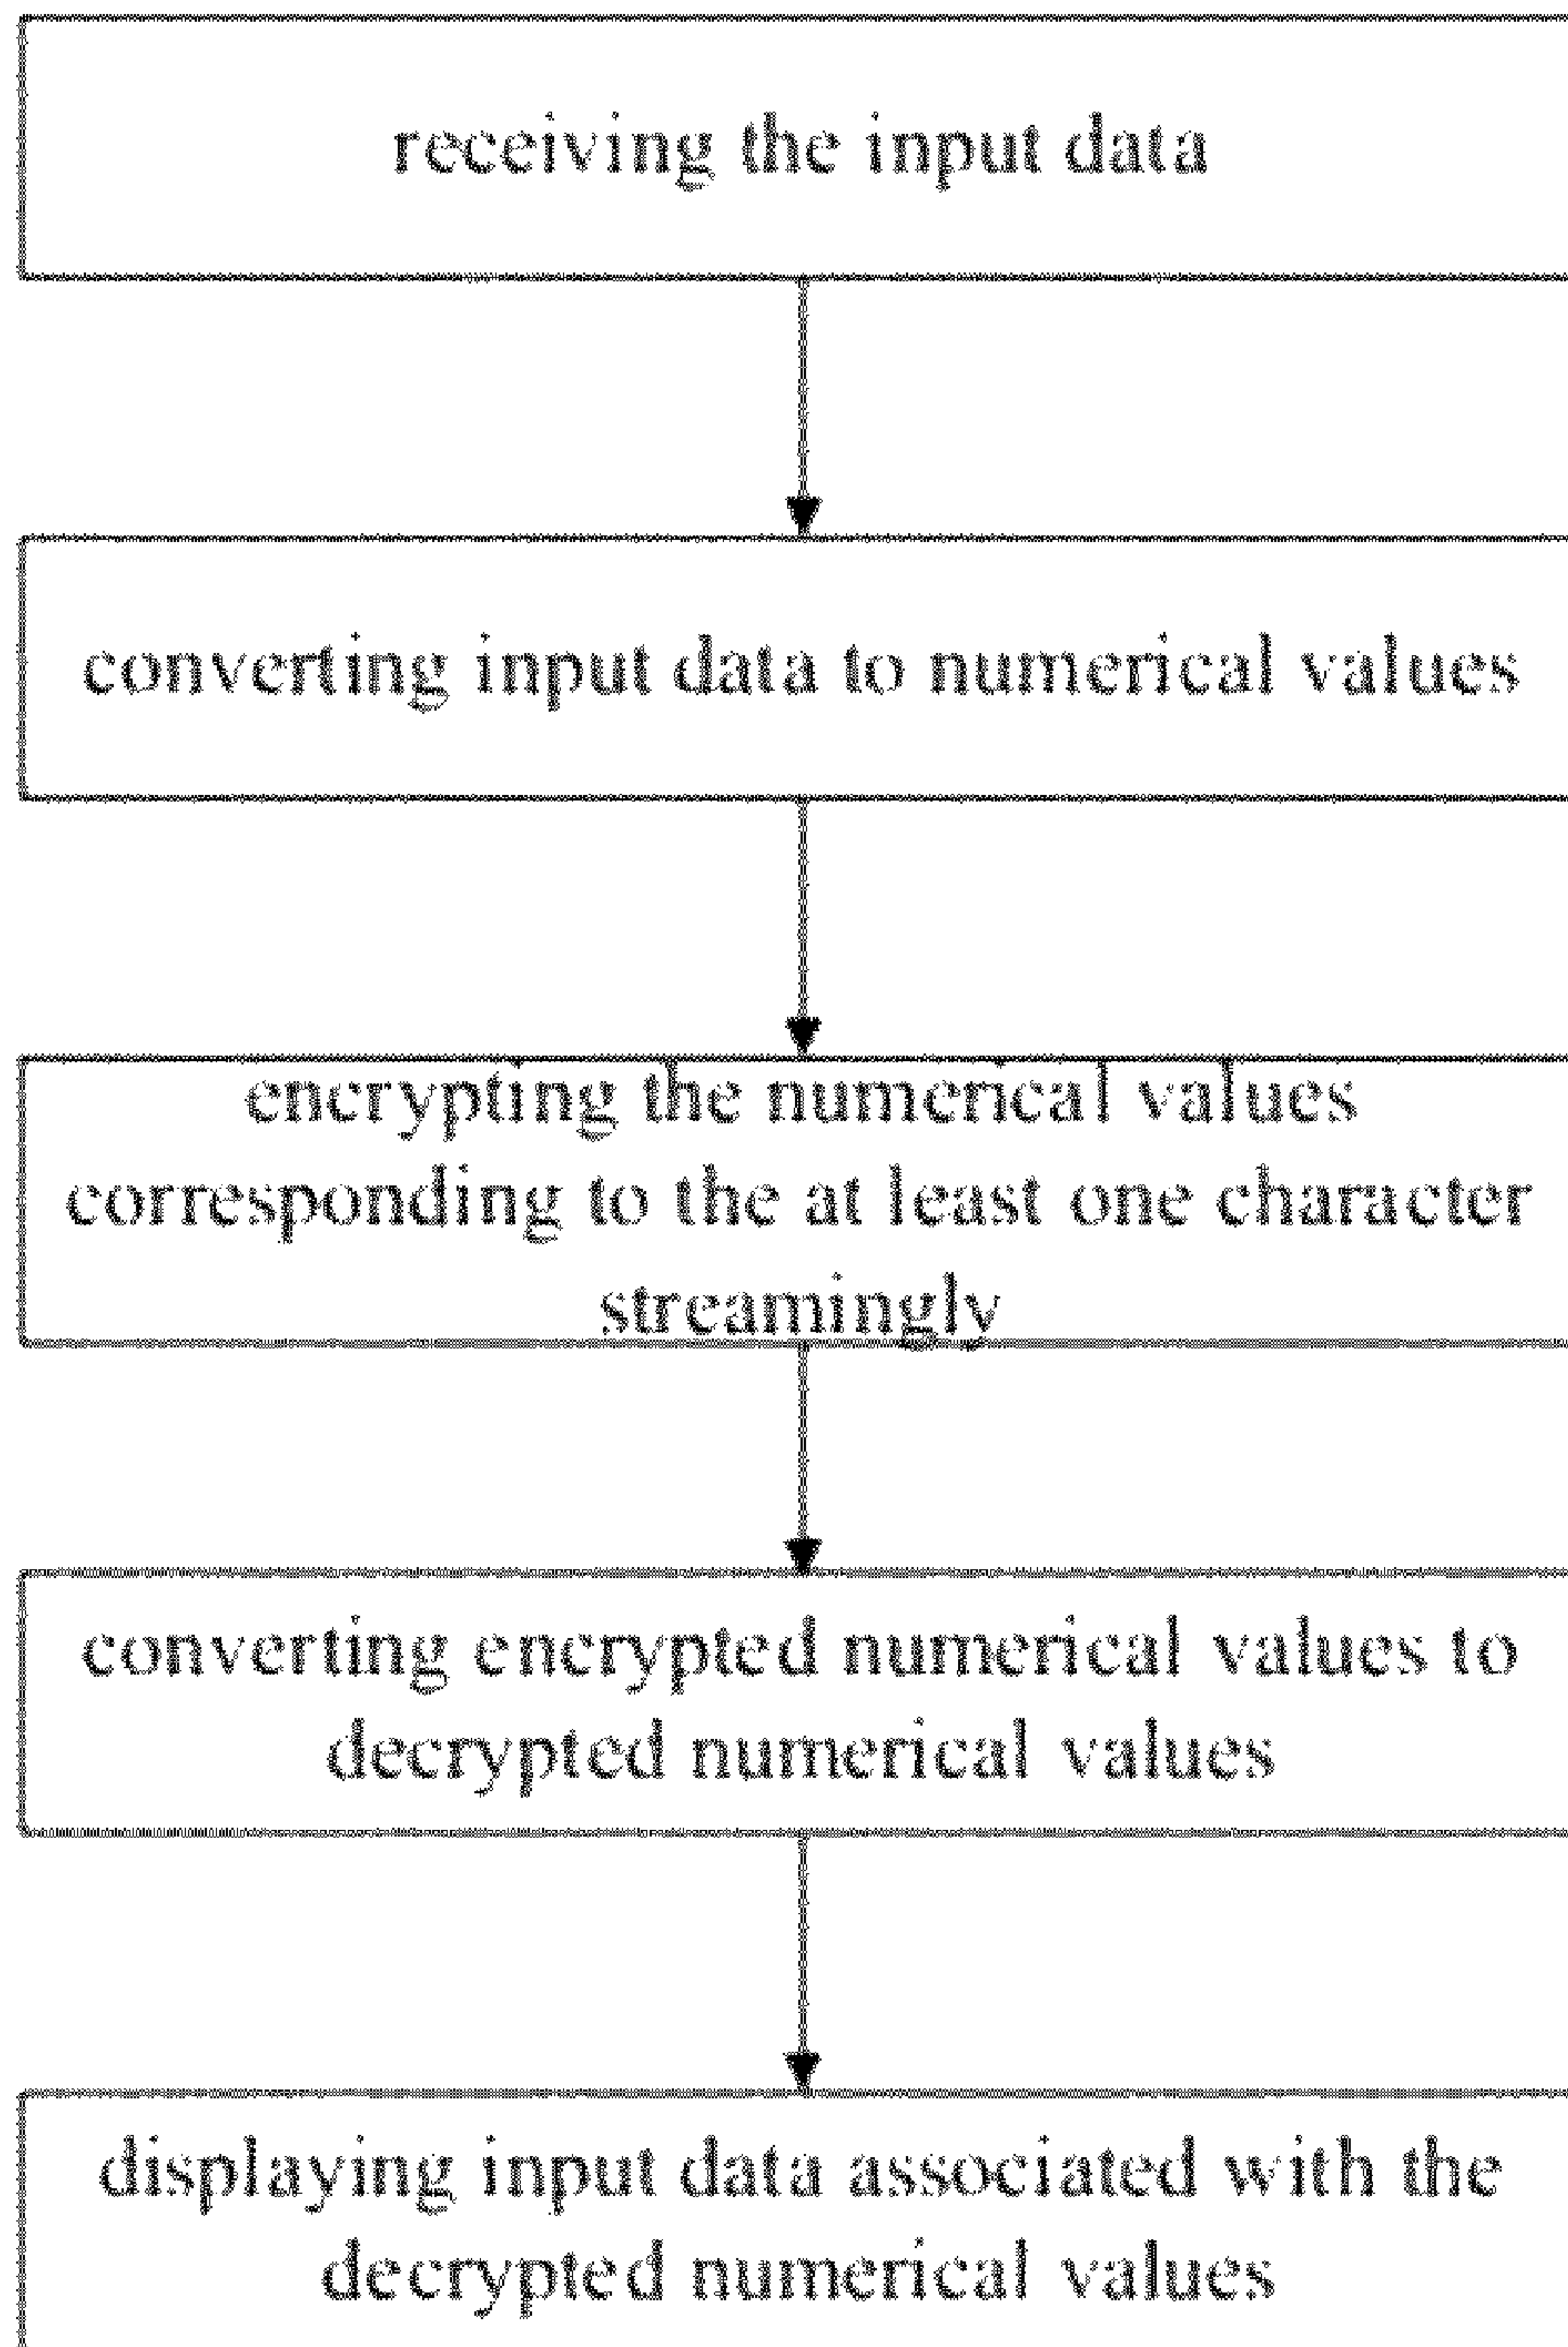 receiving the input data
converting input data to numerical values
encrypting the numerical values
corresponding to the at least one character
streamingly
converting encrypted numerical values to
decrypted numerical values
displaying input data associated with the
decrypted numerical values